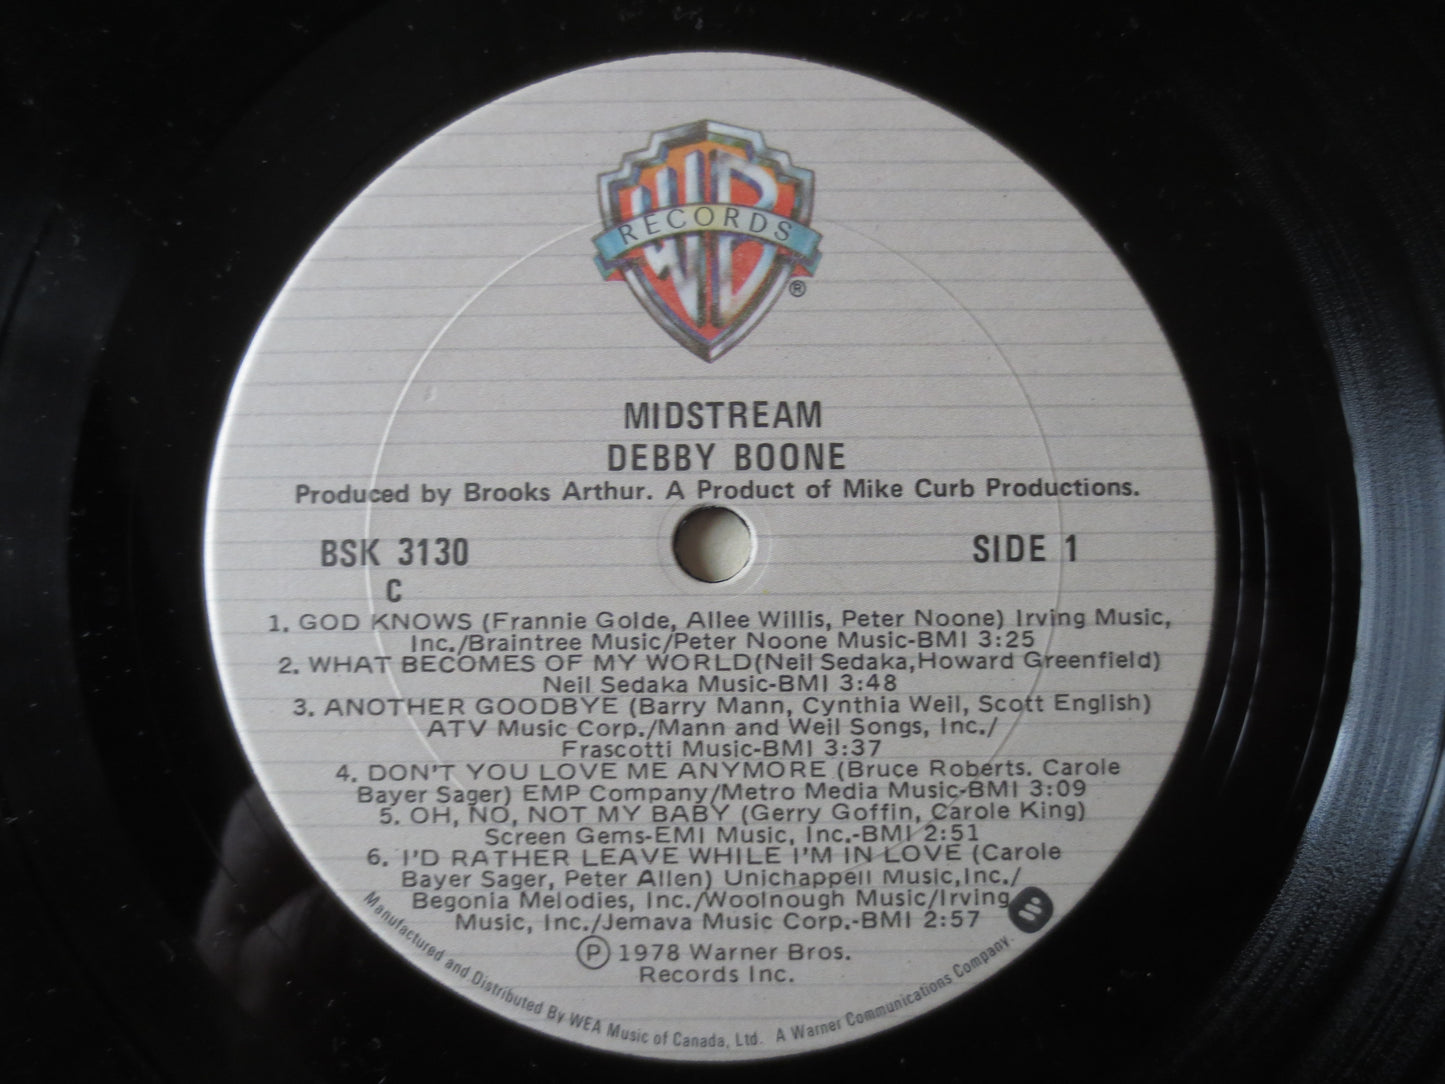 WB
RECORDS
®
MIDSTREAM
DEBBY BOONE
Produced by Brooks Arthur. A Product of Mike Curb Productions.
BSK 3130 SIDE 1
C
1. GOD KNOWS (Frannie Golde, Allee Willis, Peter Noone) Irving Music,
Inc./Braintree Music/Peter Noone Music-BMI 3:25
2. WHAT BECOMES OF MY WORLD(Neil Sedaka,Howard Greenfield)
Neil Sedaka Music-BMI 3:48
3. ANOTHER GOODBYE (Barry Mann, Cynthia Weil, Scott English)
ATV Music Corp./Mann and Weil Songs, Inc./
Frascotti Music-BMI 3:37
4. DON'T YOU LOVE ME ANYMORE (Bruce Roberts. Carole
Bayer Sager) EMP Company/Metro Media Music-BMI 3:09
5. OH, NO, NOT MY BABY (Gerry Goffin, Carole King)
Screen Gems-EMI Music, Inc.-BMI 2:51
6. I'D RATHER LEAVE WHILE I'M IN LOVE (Carole
Bayer Sager, Peter Allen) Unichappell Music,Inc./
Begonia Melodies, Inc./Woolnough Music/Irving
Music, Inc./Jemava Music Corp.-BMI 2:57
Ⓟ 1978 Warner Bros.
Records Inc.
Manufactured and Distributed By WEA Music of Canada, Ltd. A Warner Communications Company.